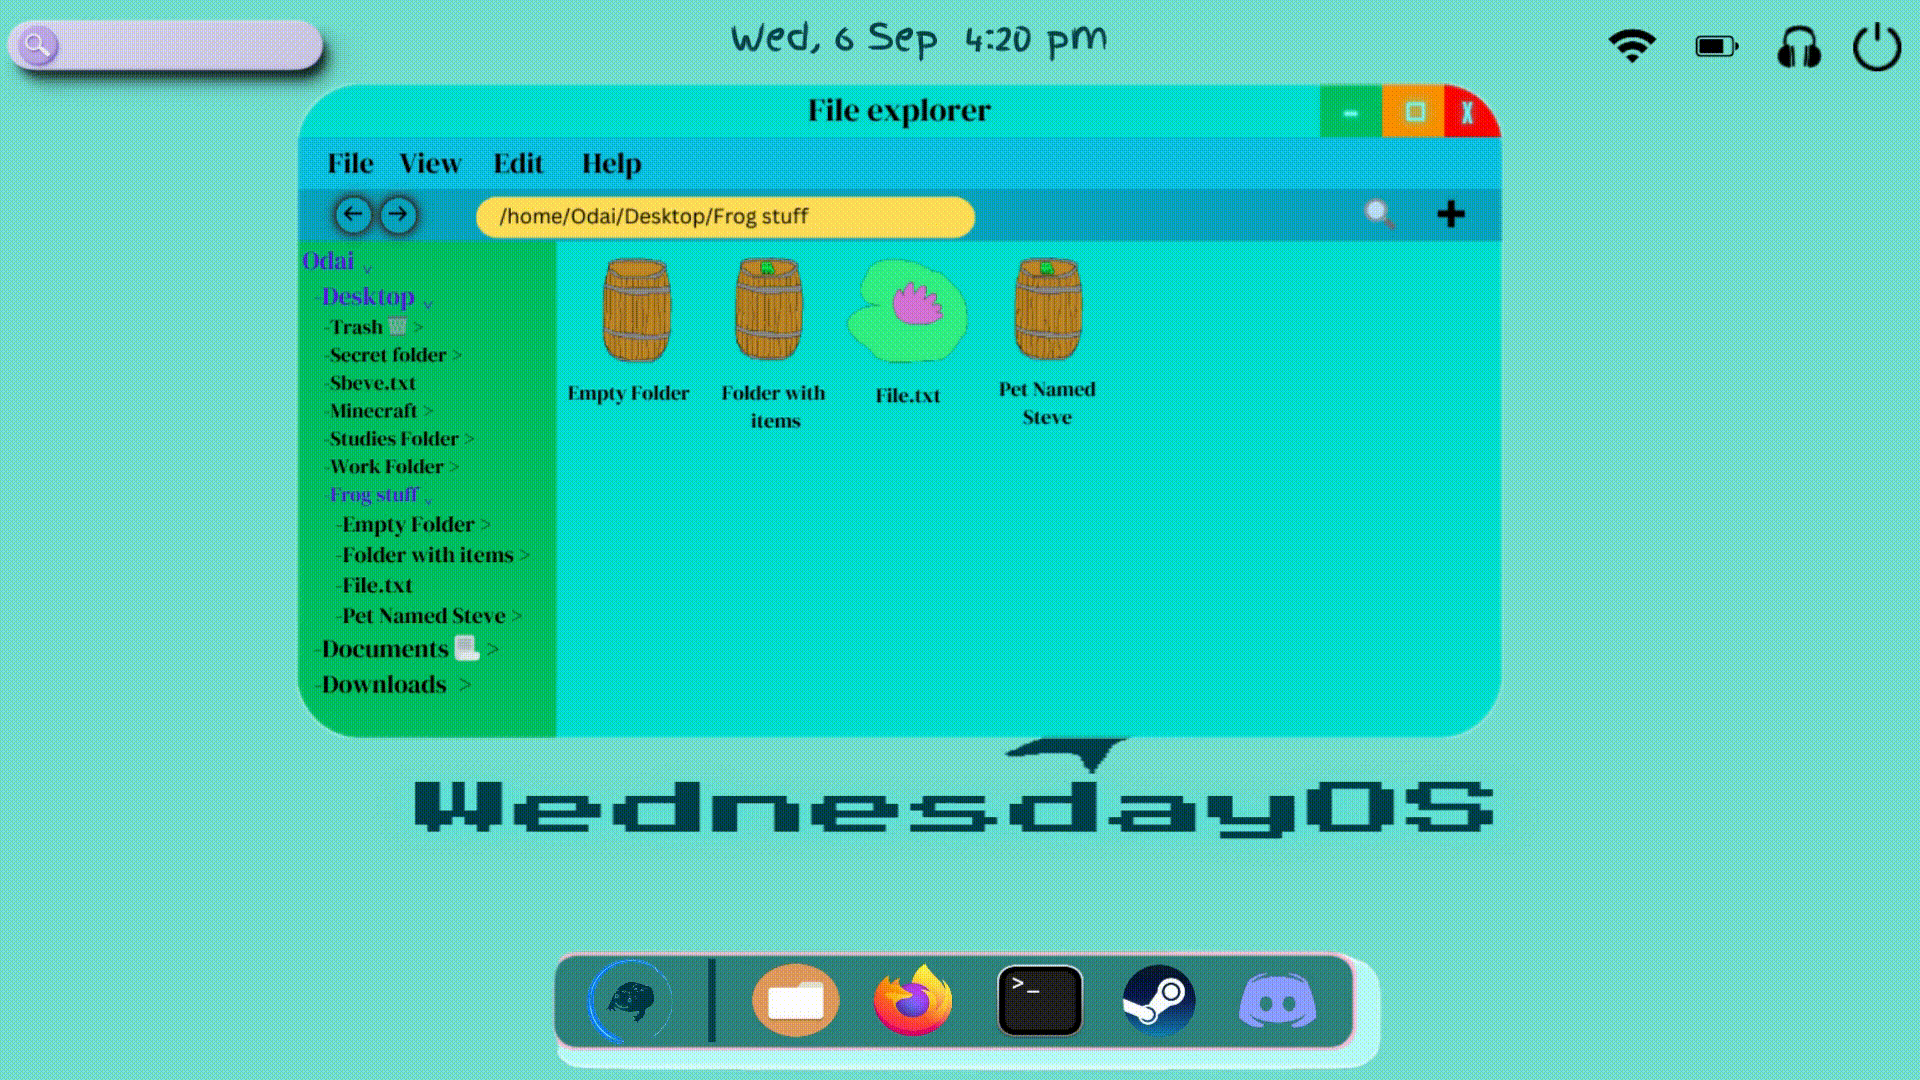 Wed, 6 Sep 4:20 pm
File explorer
- X
File View Edit Help
/home/Odai/Desktop/Frog stuff
Odai
-Desktop
-Trash >
-Secret folder >
-Sbeve.txt
-Minecraft >
-Studies Folder >
-Work Folder >
-Frog stuff
-Empty Folder >
-Folder with items >
-File.txt
-Pet Named Steve >
-Documents >
-Downloads >
Empty Folder
Folder with
items
File.txt
Pet Named
Steve
WednesdayOS
>_